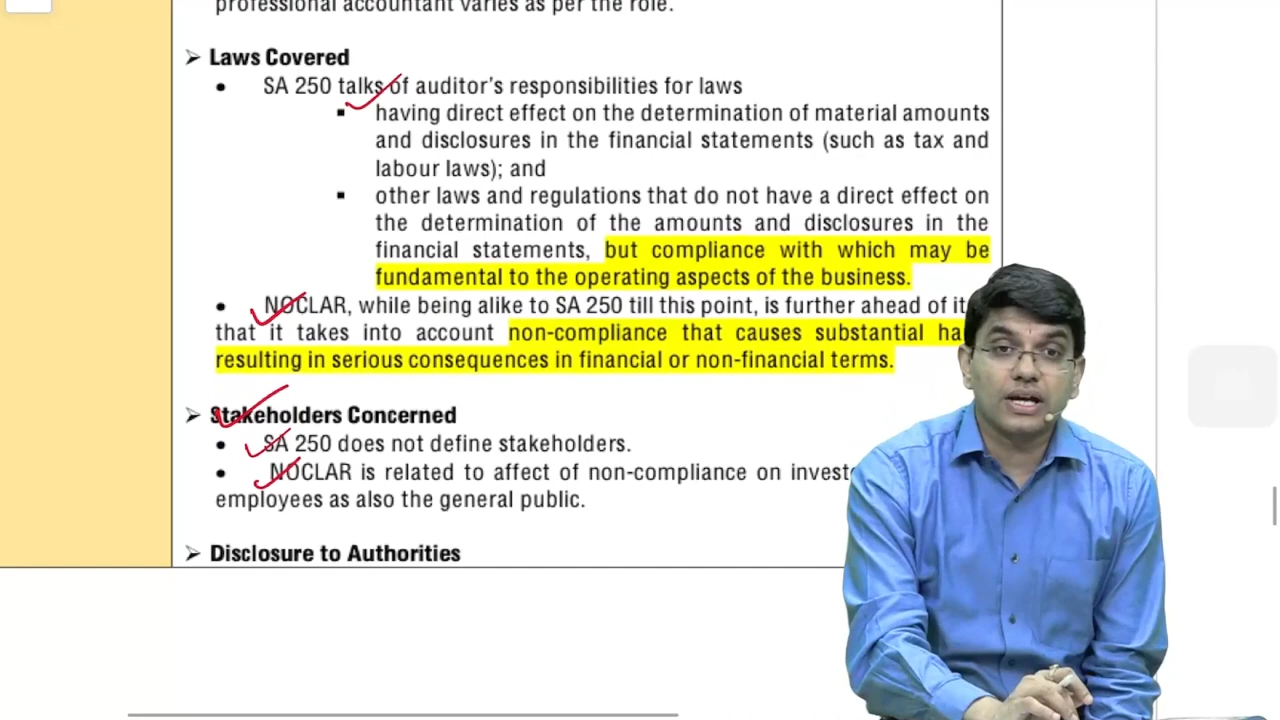 professional accountant varies as per the role.
➢ Laws Covered
• SA 250 talks of auditor's responsibilities for laws
▪ having direct effect on the determination of material amounts
and disclosures in the financial statements (such as tax and
labour laws); and
▪ other laws and regulations that do not have a direct effect on
the determination of the amounts and disclosures in the
financial statements, but compliance with which may be
fundamental to the operating aspects of the business.
• NOCLAR, while being alike to SA 250 till this point, is further ahead of it
that it takes into account non-compliance that causes substantial
resulting in serious consequences in financial or non-financial terms.
➢ Stakeholders Concerned
• SA 250 does not define stakeholders.
• NOCLAR is related to affect of non-compliance on
employees as also the general public.
➢ Disclosure to Authorities